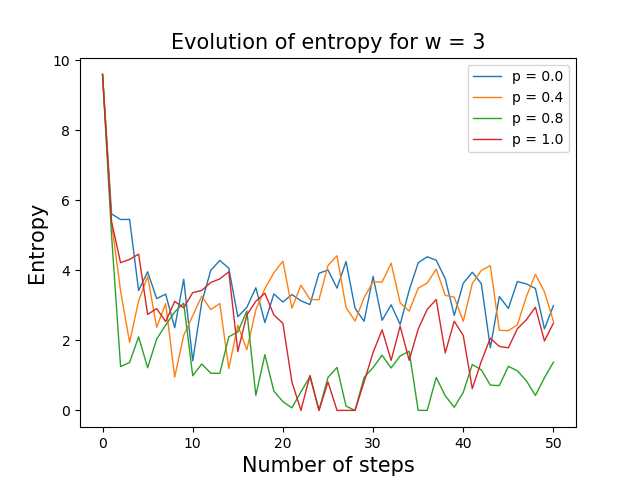 Evolution of entropy for w = 3
Entropy
10
8
6
4
2
0
p = 0.0
p = 0.4
p = 0.8
p = 1.0
0
10
20
30
40
50
Number of steps